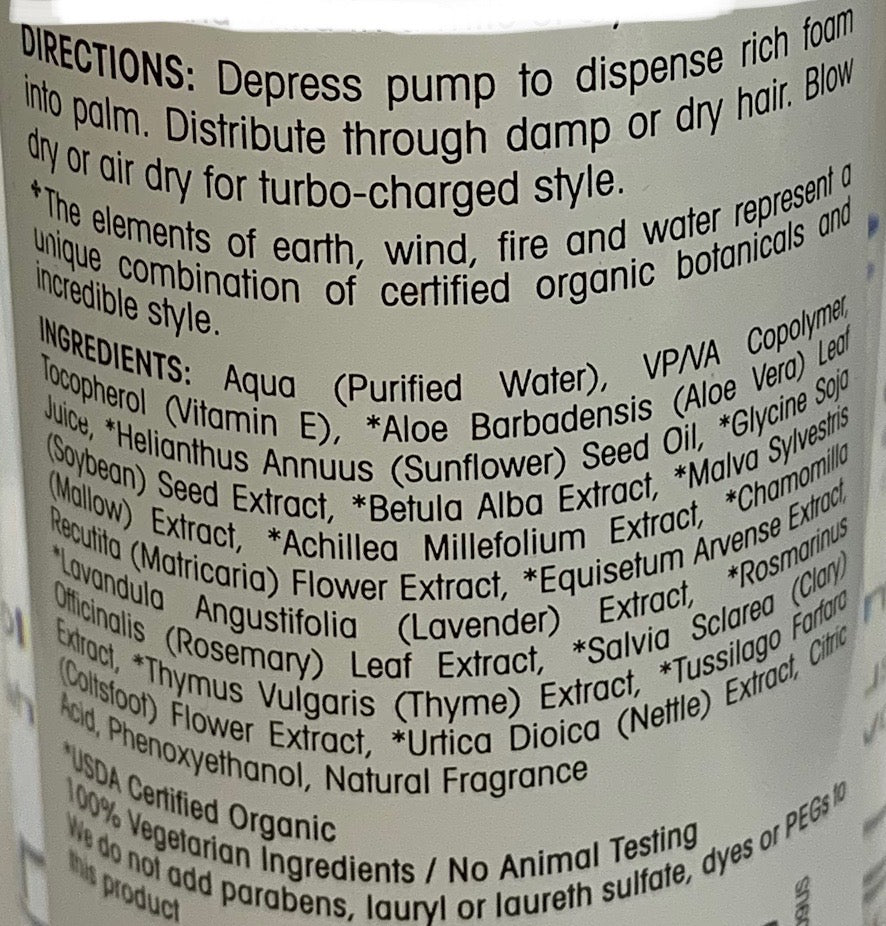 DIRECTIONS: Depress pump to dispense rich foam
into palm. Distribute through damp or dry hair. Blow
dry or air dry for turbo-charged style.
*The elements of earth, wind, fire and water represent a
unique combination of certified organic botanicals and
incredible style.
INGREDIENTS: Aqua (Purified Water), VP/VA Copolymer,
Tocopherol (Vitamin E), *Aloe Barbadensis (Aloe Vera) Leaf
Juice, *Helianthus Annuus (Sunflower) Seed Oil, *Glycine Soja
(Soybean) Seed Extract, *Betula Alba Extract, *Malva Sylvestris
(Mallow) Extract, *Achillea Millefolium Extract, *Chamomilla
Recutita (Matricaria) Flower Extract, *Equisetum Arvense Extract,
*Lavandula Angustifolia (Lavender) Extract, *Rosmarinus
Officinalis (Rosemary) Leaf Extract, *Salvia Sclarea (Clary)
Extract, *Thymus Vulgaris (Thyme) Extract, *Tussilago Farfara
(Coltsfoot) Flower Extract, *Urtica Dioica (Nettle) Extract, Citric
Acid, Phenoxyethanol, Natural Fragrance
*USDA Certified Organic
100% Vegetarian Ingredients / No Animal Testing
We do not add parabens, lauryl or laureth sulfate, dyes or PEGs to
this product